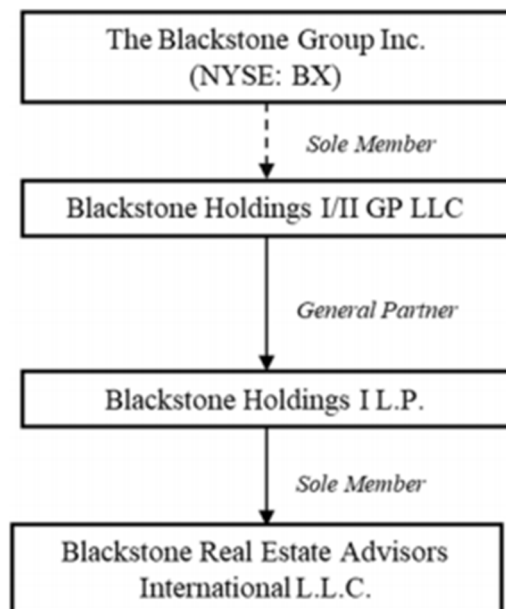 The Blackstone Group Inc.
(NYSE: BX)
Sole Member
Blackstone Holdings I/II GP LLC
General Partner
Blackstone Holdings I L.P.
Sole Member
Blackstone Real Estate Advisors
International L.L.C.